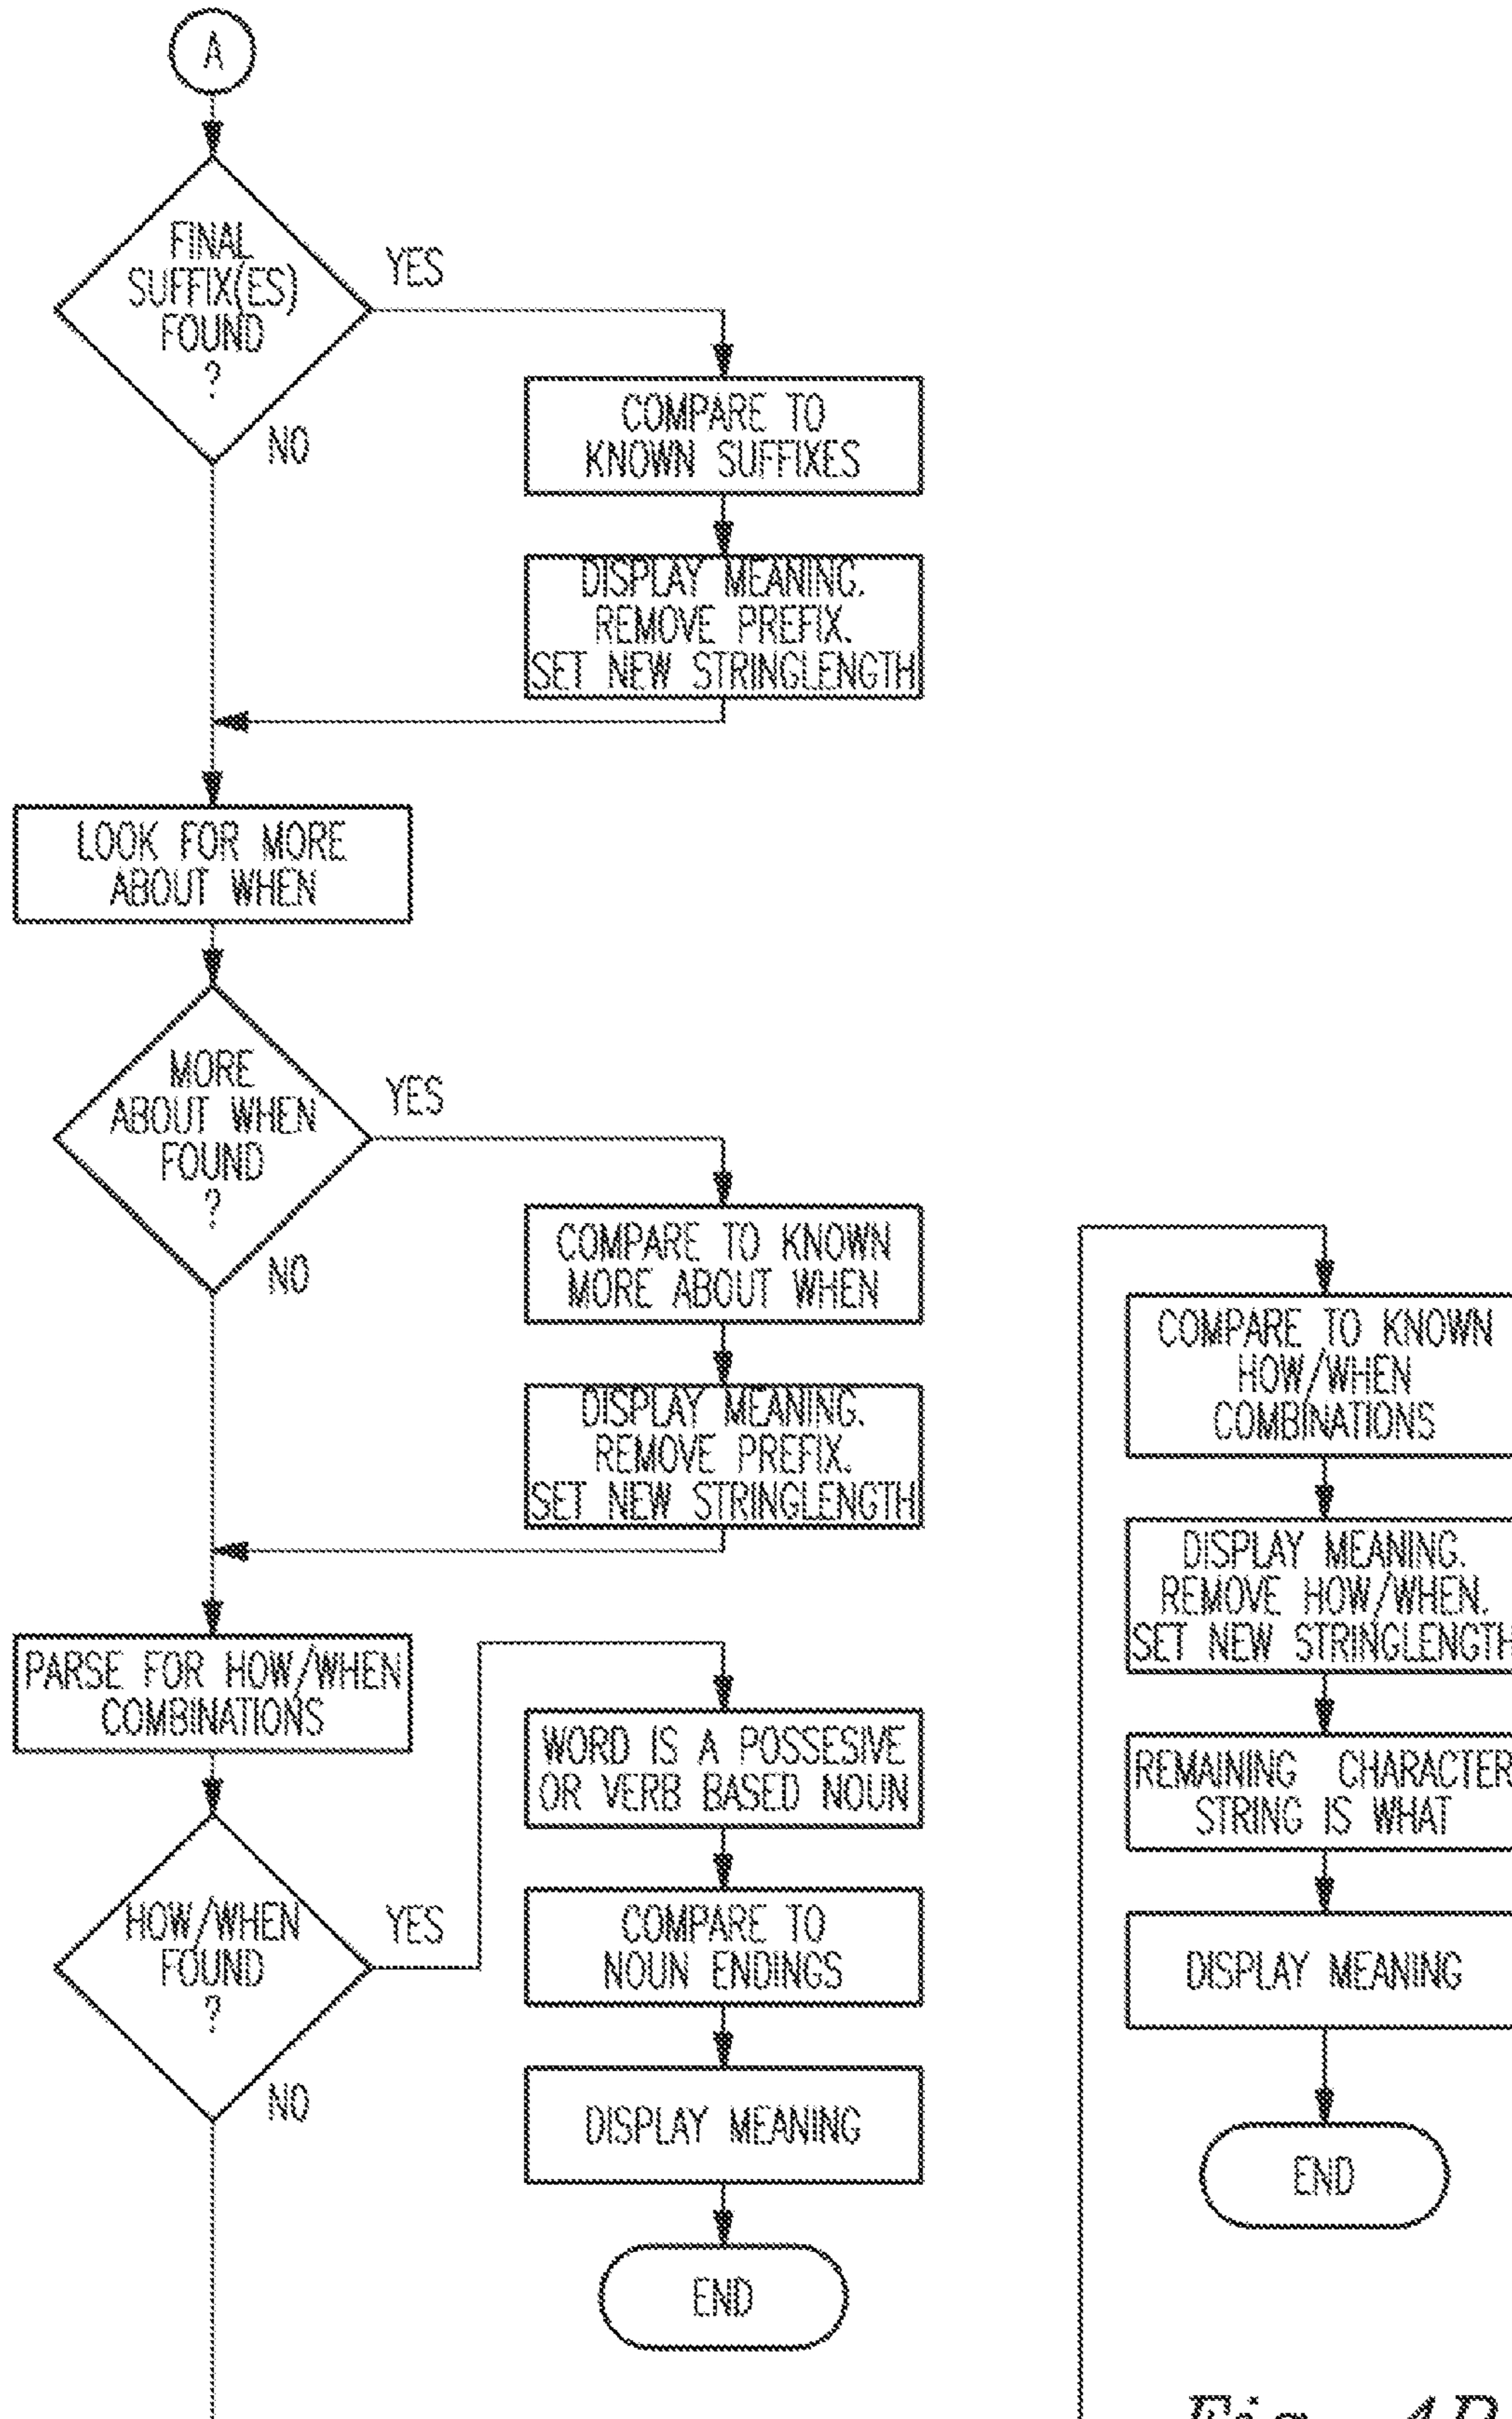 A
FINAL
SUFFIX(ES)
FOUND
?
YES
NO
COMPARE TO
KNOWN SUFFIXES
DISPLAY MEANING.
REMOVE PREFIX.
SET NEW STRINGLENGTH
LOOK FOR MORE
ABOUT WHEN
MORE
ABOUT WHEN
FOUND
?
YES
NO
COMPARE TO KNOWN
MORE ABOUT WHEN
DISPLAY MEANING.
REMOVE PREFIX.
SET NEW STRINGLENGTH
PARSE FOR HOW/WHEN
COMBINATIONS
HOW/WHEN
FOUND
?
YES
NO
WORD IS A POSSESIVE
OR VERB BASED NOUN
COMPARE TO
NOUN ENDINGS
DISPLAY MEANING
END
COMPARE TO KNOWN
HOW/WHEN
COMBINATIONS
DISPLAY MEANING.
REMOVE HOW/WHEN.
SET NEW STRINGLENGTH
REMAINING CHARACTER
STRING IS WHAT
DISPLAY MEANING
END
Fig.